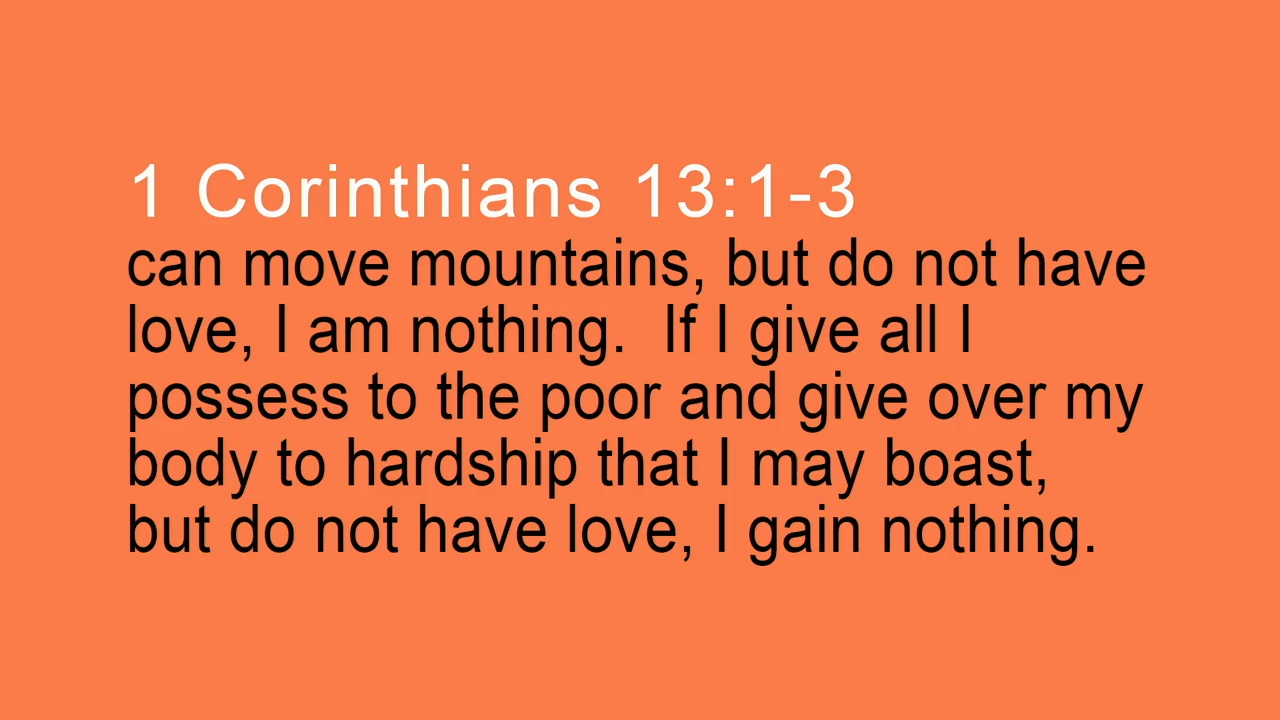 1 Corinthians 13:1-3
can move mountains, but do not have
love, I am nothing.  If I give all I
possess to the poor and give over my
body to hardship that I may boast,
but do not have love, I gain nothing.